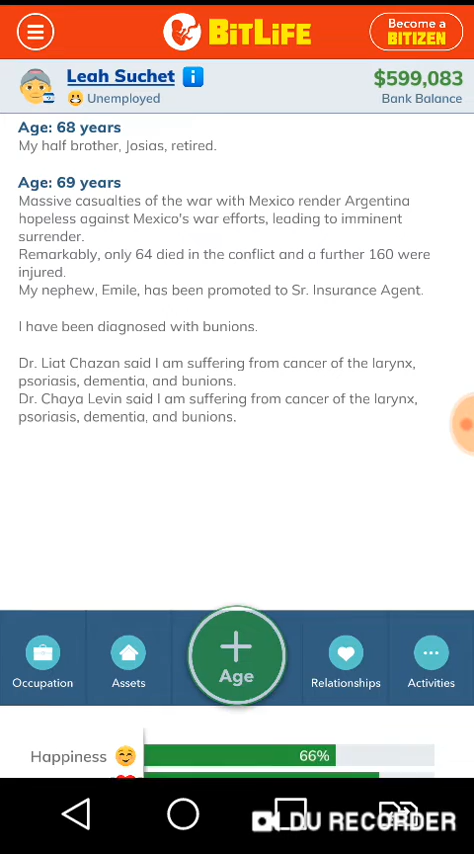 BitLiFE
Become a
BITIZEN
Leah Suchet i
Unemployed
$599,083
Bank Balance
Age: 68 years
My half brother, Josias, retired.
Age: 69 years
Massive casualties of the war with Mexico render Argentina
hopeless against Mexico's war efforts, leading to imminent
surrender.
Remarkably, only 64 died in the conflict and a further 160 were
injured.
My nephew, Emile, has been promoted to Sr. Insurance Agent.
I have been diagnosed with bunions.
Dr. Liat Chazan said I am suffering from cancer of the larynx,
psoriasis, dementia, and bunions.
Dr. Chaya Levin said I am suffering from cancer of the larynx,
psoriasis, dementia, and bunions.
Occupation
Assets
Age
Relationships
Activities
Happiness
66%
DU RECORDER